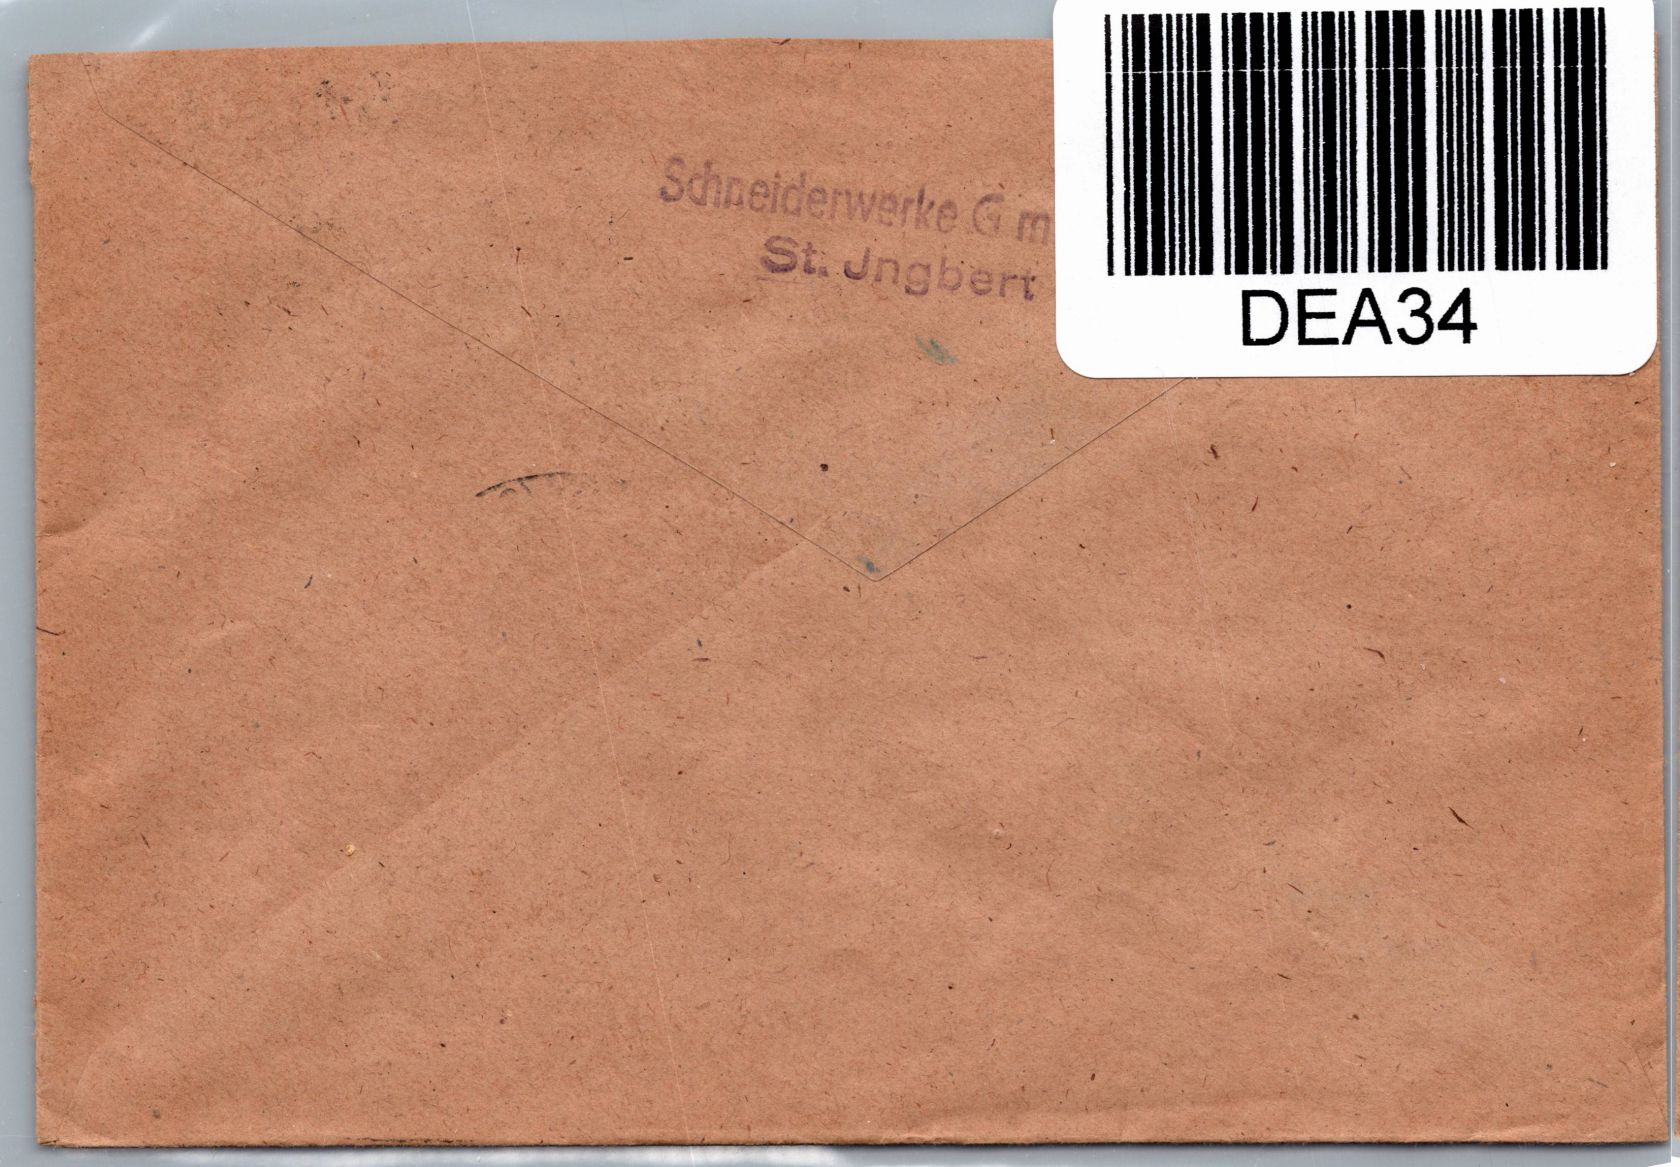 Schneiderwerke G m
St. Jngbert
DEA34